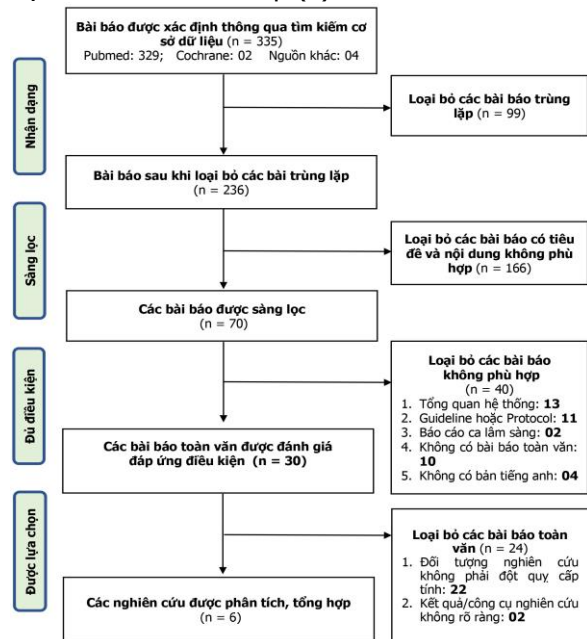 Bài báo được xác định thông qua tìm kiếm cơ
sở dữ liệu (n = 335)
Pubmed: 329; Cochrane: 02 Nguồn khác: 04
Nhận dạng
Loại bỏ các bài báo trùng
lặp (n = 99)
Bài báo sau khi loại bỏ các bài trùng lặp
(n = 236)
Sàng lọc
Loại bỏ các bài báo có tiêu
đề và nội dung không phù
hợp (n = 166)
Các bài báo được sàng lọc
(n = 70)
Đủ điều kiện
Loại bỏ các bài báo
không phù hợp
(n = 40)
1. Tổng quan hệ thống: 13
2. Guideline hoặc Protocol: 11
3. Báo cáo ca lâm sàng: 02
4. Không có bài báo toàn văn:
10
5. Không có bản tiếng anh: 04
Các bài báo toàn văn được đánh giá
đáp ứng điều kiện (n = 30)
Được lựa chọn
Loại bỏ các bài báo toàn
văn (n = 24)
1. Đối tượng nghiên cứu
không phải đột quỵ cấp
tính: 22
2. Kết quả/công cụ nghiên cứu
không rõ ràng: 02
Các nghiên cứu được phân tích, tổng hợp
(n = 6)